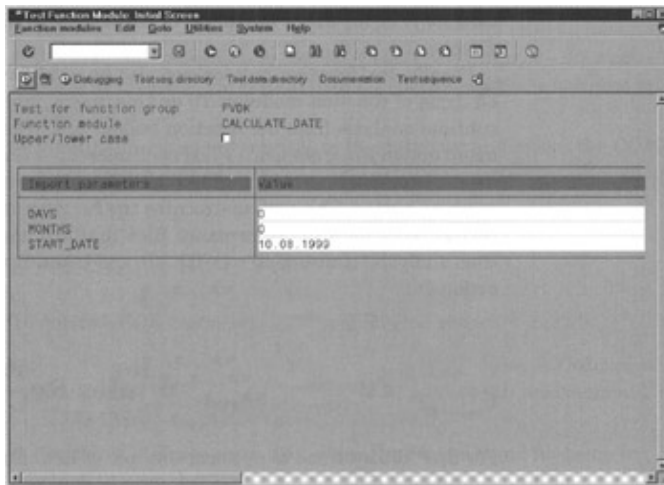 Test Function Module: Initial Screen
Function modules Edit Goto Utilities System Help
Debugging Test seq. directory Test data directory Documentation Test sequence
Test for function group FVDK
Function module CALCULATE_DATE
Upper/lower case
Import parameters Value
DAYS 0
MONTHS 0
START_DATE 10.08.1999